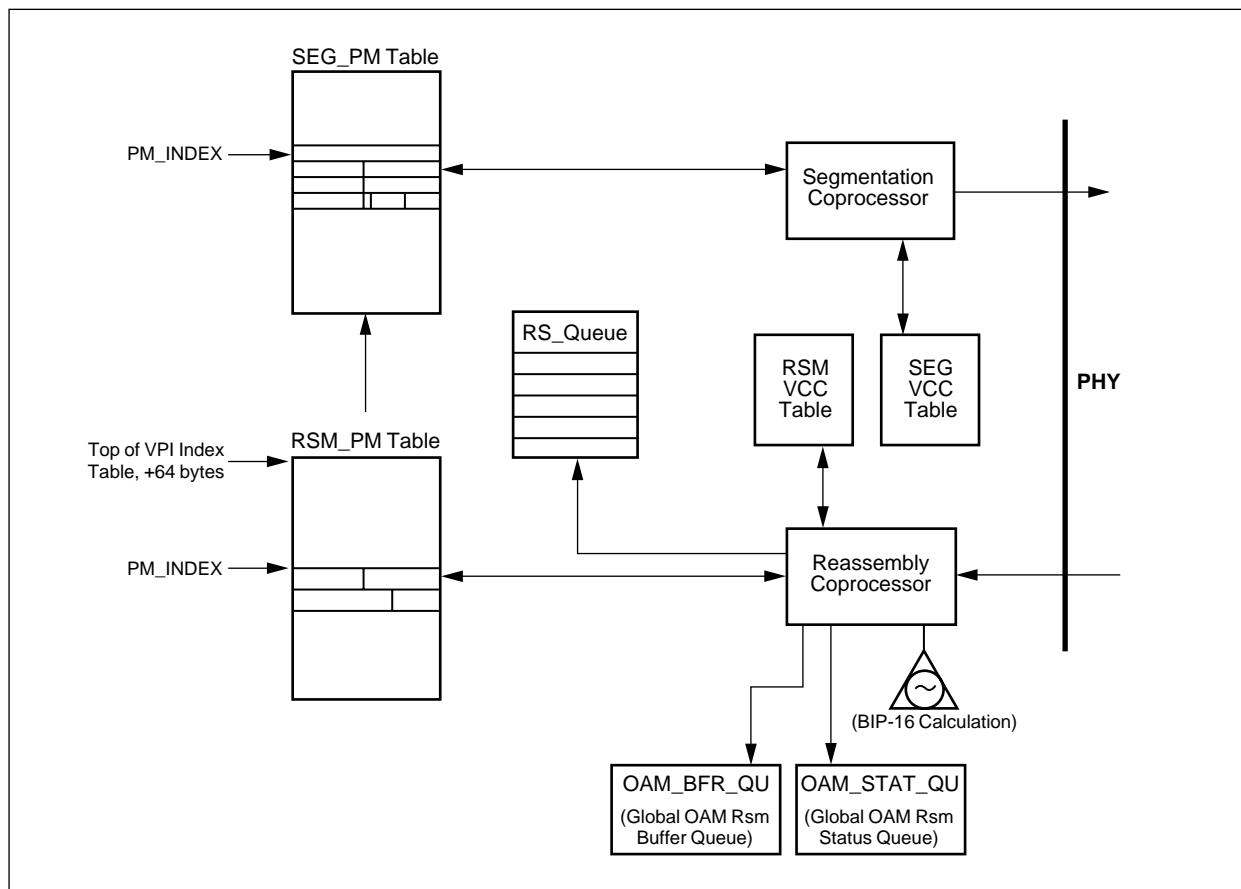 SEG_PM Table
PM_INDEX
Segmentation
Coprocessor
RS_Queue
RSM
VCC
Table
SEG
VCC
Table
PHY
RSM_PM Table
Top of VPI Index
Table, +64 bytes
PM_INDEX
Reassembly
Coprocessor
(BIP-16 Calculation)
OAM_BFR_QU
(Global OAM Rsm
Buffer Queue)
OAM_STAT_QU
(Global OAM Rsm
Status Queue)